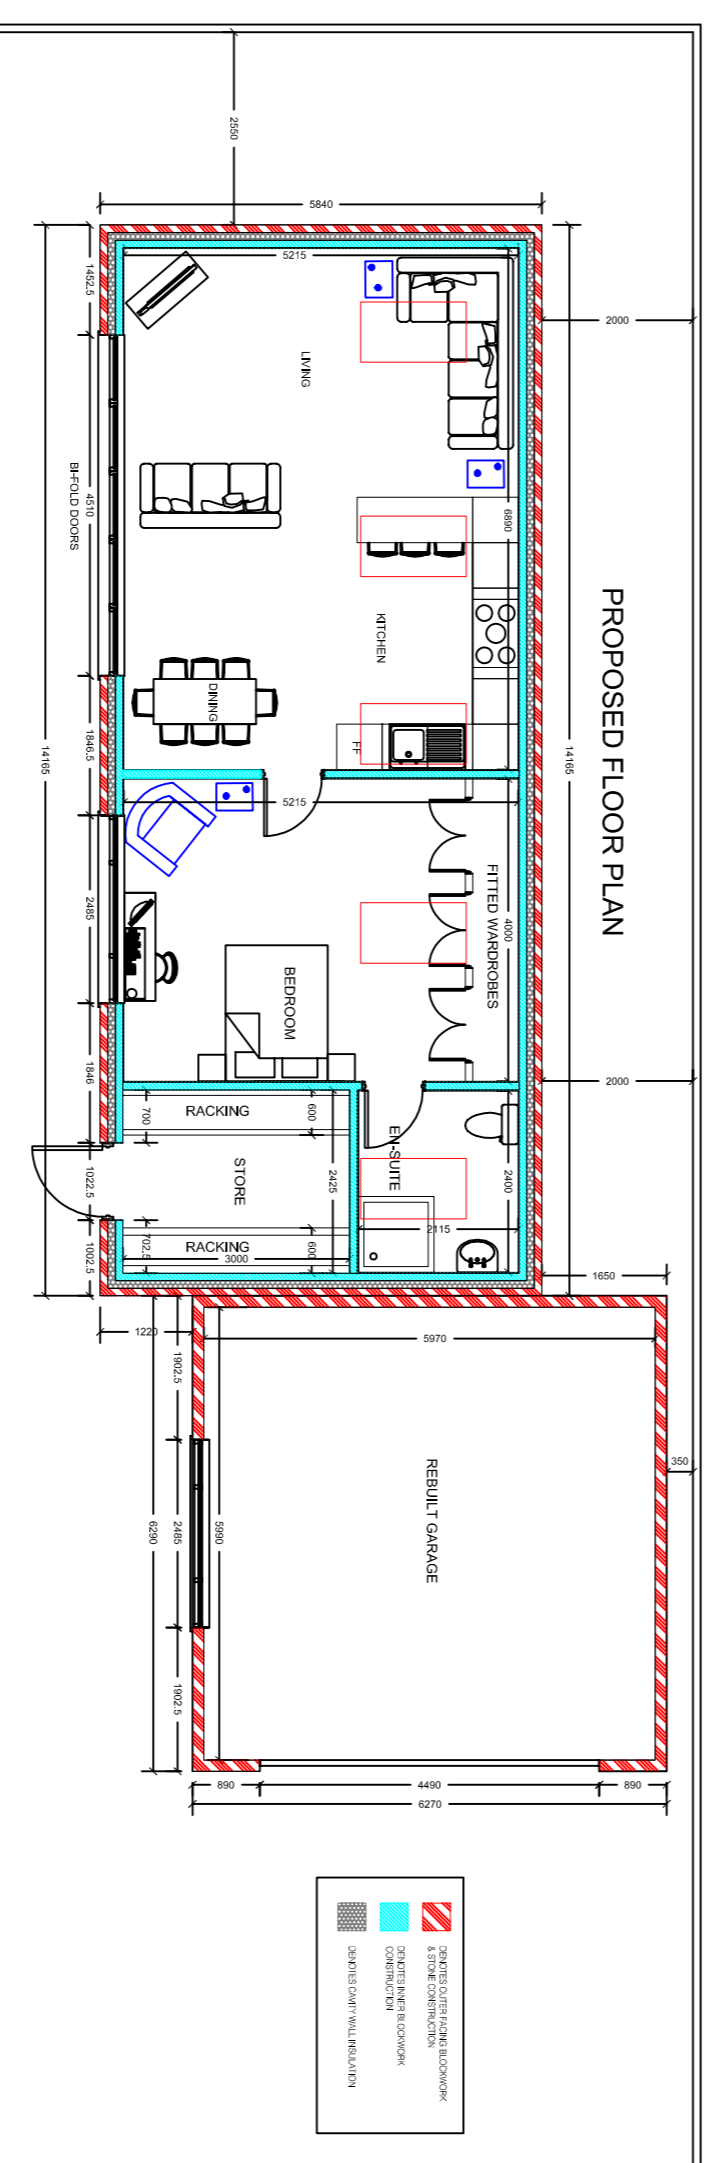 PROPOSED FLOOR PLAN
2550
5840
14165
14165
1452.5
4510
BI-FOLD DOORS
1846.5
2485
1846
1022.5
1002.5
2000
2000
1650
350
5215
6890
LIVING
KITCHEN
DINING
FF
5215
4000
FITTED WARDROBES
BEDROOM
EN-SUITE
2400
2115
STORE
RACKING
RACKING
700
600
2425
702.5
600
3000
1220
5970
REBUILT GARAGE
5990
1902.5
2485
1902.5
6290
890
4490
890
6270
DENOTES OUTER FACING BLOCKWORK
& STONE CONSTRUCTION
DENOTES INNER BLOCKWORK
CONSTRUCTION
DENOTES CAVITY WALL INSULATION